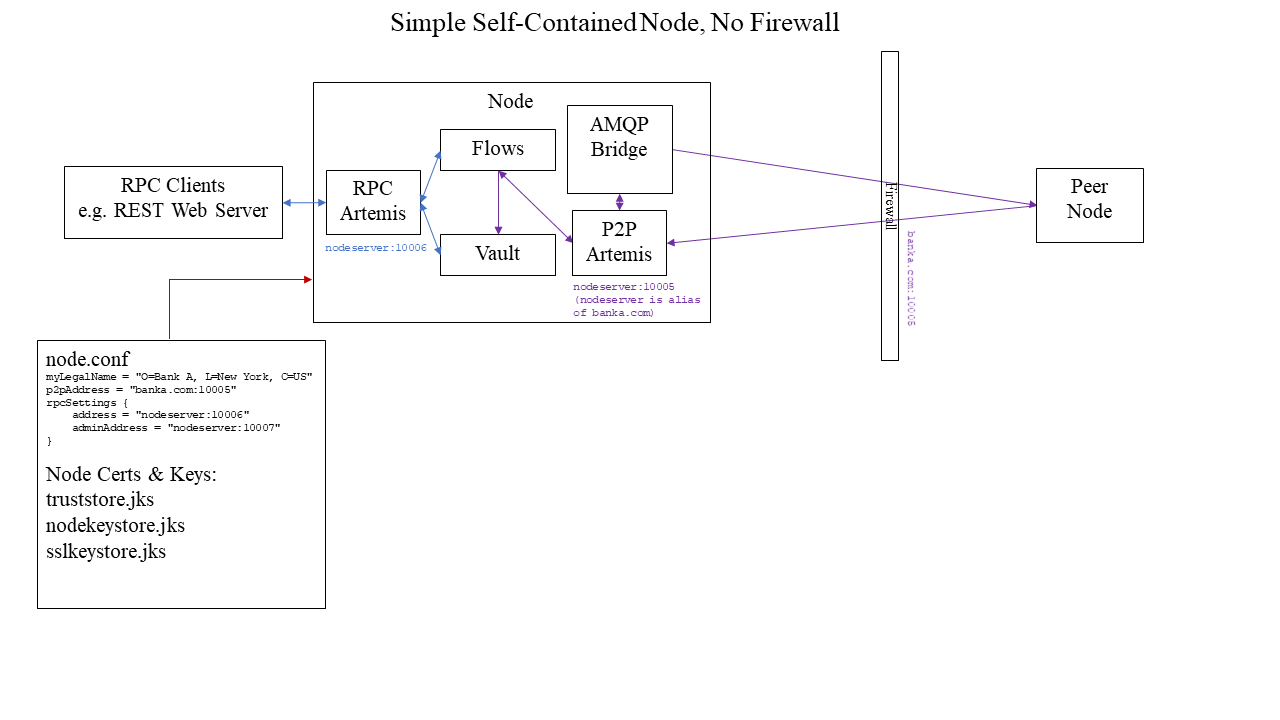 Simple Self-Contained Node, No Firewall
Node
AMQP
Bridge
Flows
RPC Clients
e.g. REST Web Server
RPC
Artemis
nodeserver:10006
Vault
P2P
Artemis
nodeserver:10005
(nodeserver is alias
of banka.com)
Firewall
banka.com:10005
Peer
Node
node.conf
myLegalName = "O=Bank A, L=New York, C=US"
p2pAddress = "banka.com:10005"
rpcSettings {
    address = "nodeserver:10006"
    adminAddress = "nodeserver:10007"
}
Node Certs & Keys:
truststore.jks
nodekeystore.jks
sslkeystore.jks